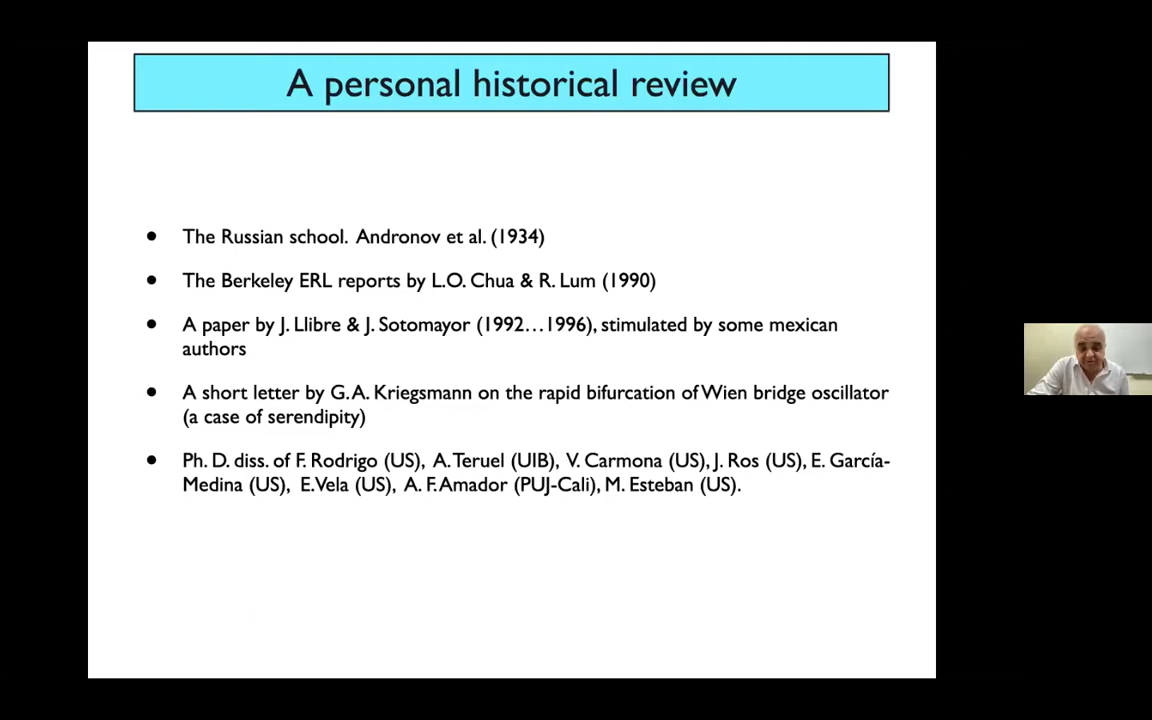 A personal historical review
• The Russian school. Andronov et al. (1934)
• The Berkeley ERL reports by L.O. Chua & R. Lum (1990)
• A paper by J. Llibre & J. Sotomayor (1992…1996), stimulated by some mexican
authors
• A short letter by G.A. Kriegsmann on the rapid bifurcation of Wien bridge oscillator
(a case of serendipity)
• Ph. D. diss. of F. Rodrigo (US), A. Teruel (UIB), V. Carmona (US), J. Ros (US), E. García-
Medina (US), E. Vela (US), A. F. Amador (PUJ-Cali), M. Esteban (US).